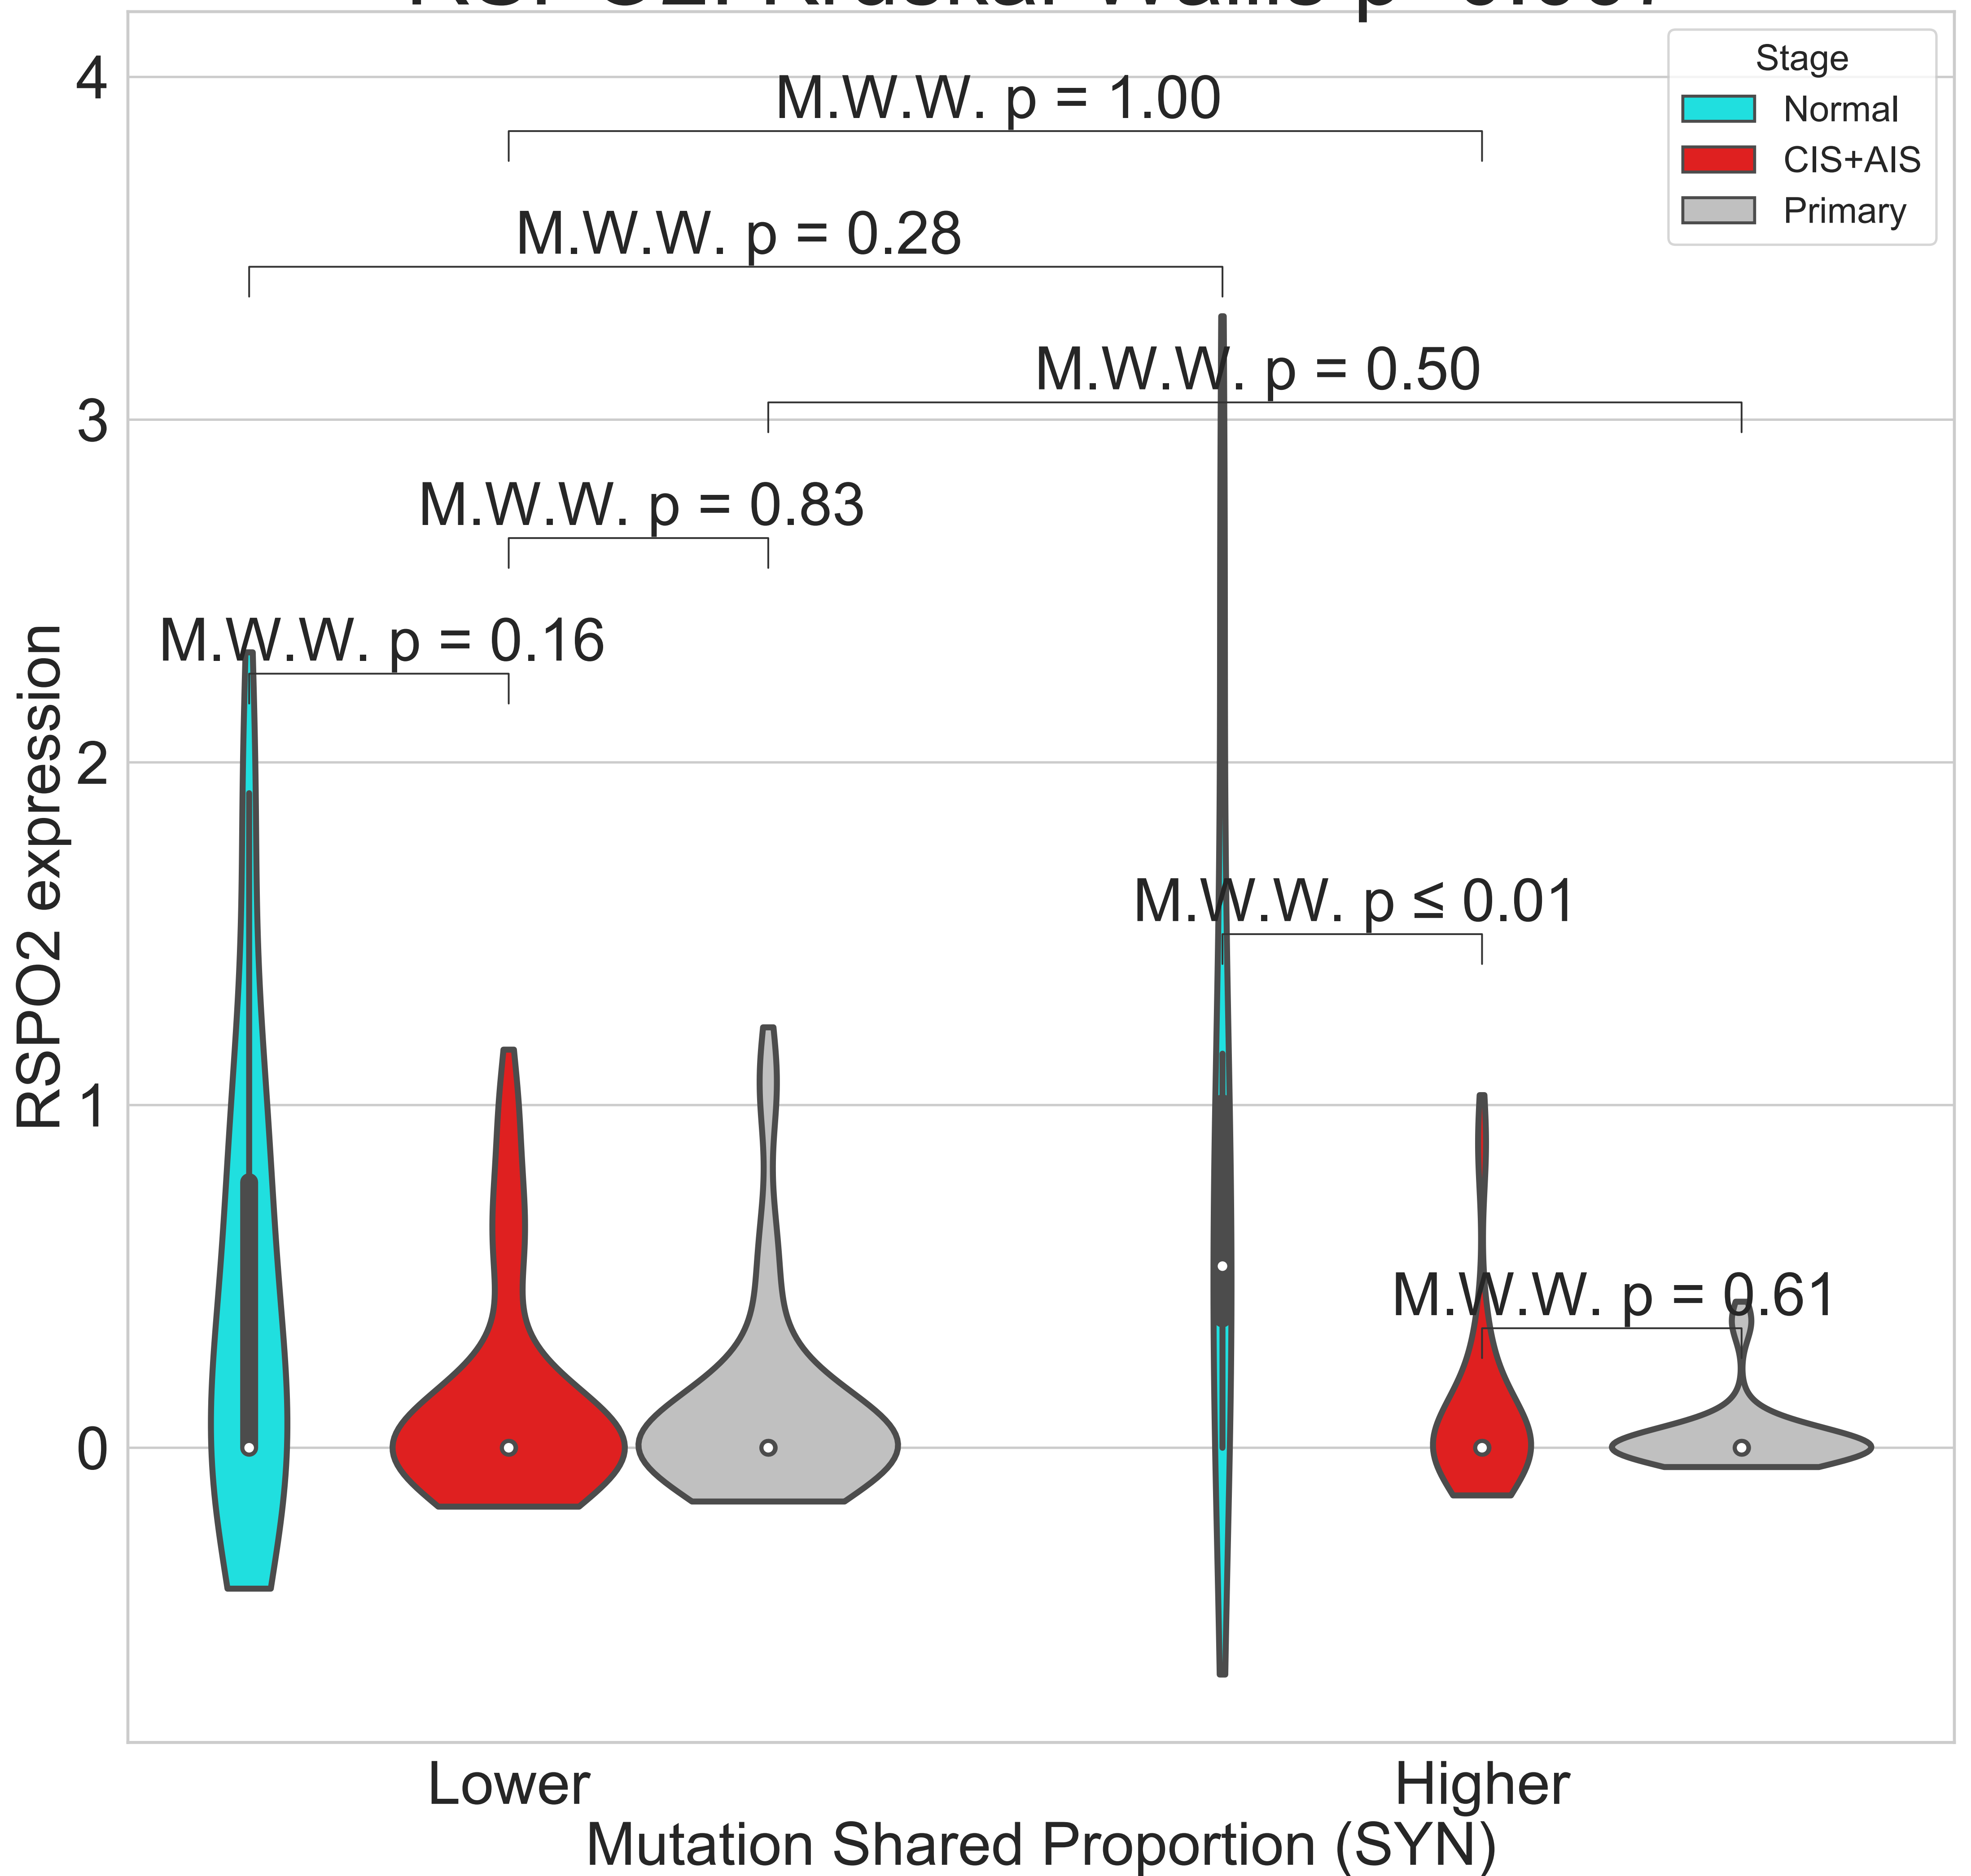 4
3
2
1
0
RSPO2 expression
M.W.W. p = 1.00
M.W.W. p = 0.28
M.W.W. p = 0.50
M.W.W. p = 0.83
M.W.W. p = 0.16
M.W.W. p ≤ 0.01
M.W.W. p = 0.61
Stage
Normal
CIS+AIS
Primary
Lower
Higher
Mutation Shared Proportion (SYN)